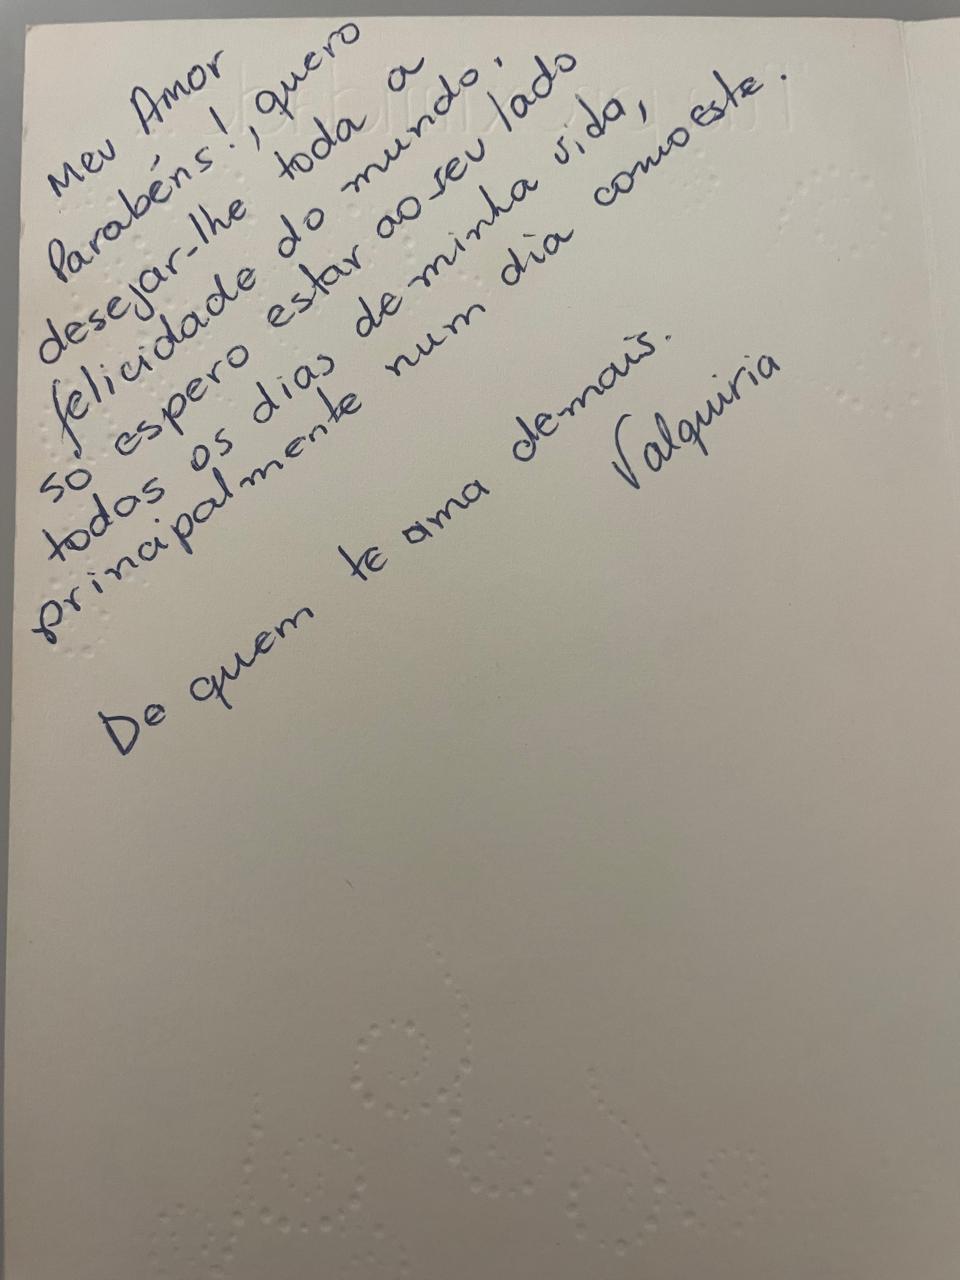 Meu Amor
Parabéns!, quero
desejar-lhe toda a
felicidade do mundo,
só espero estar ao seu lado
todas os dias de minha vida,
principalmente num dia como este.
De quem te ama demais.
Valquiria